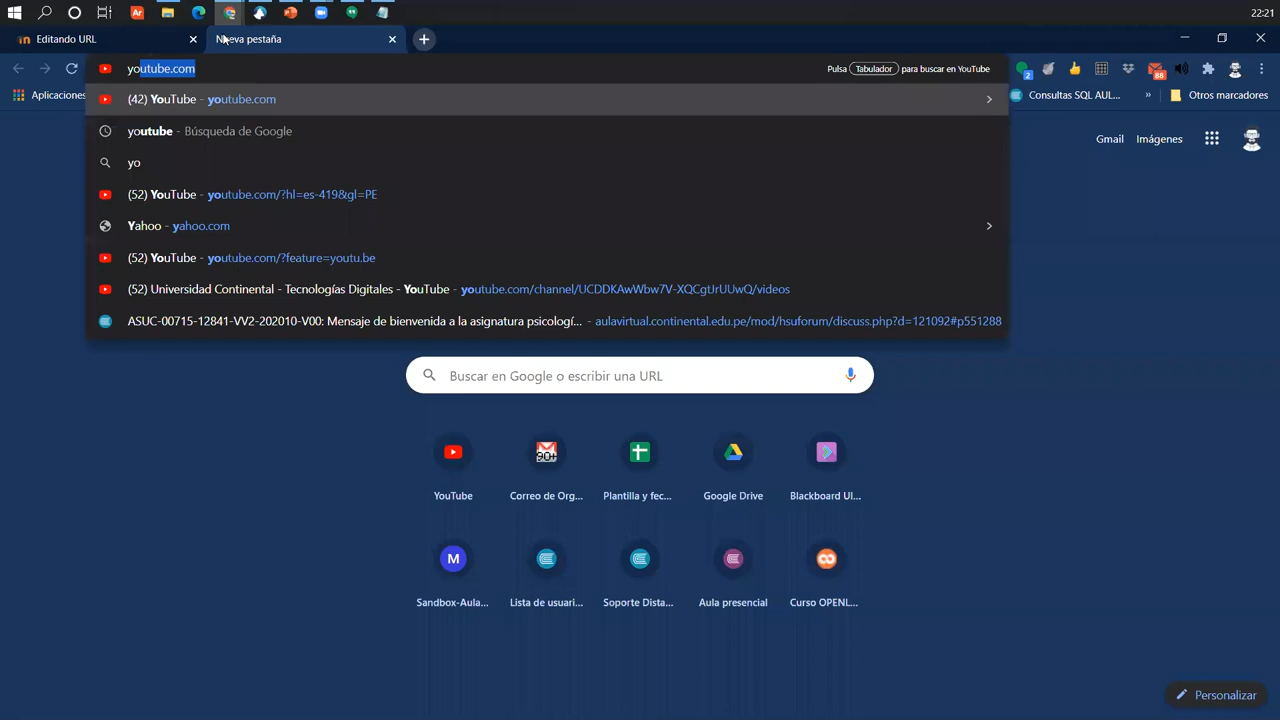 22:21
Editando URL
Nueva pestaña
youtube.com
Pulsa Tabulador para buscar en YouTube
2
88
Aplicaciones
(42) YouTube - youtube.com
Consultas SQL AUL...
»
Otros marcadores
youtube - Búsqueda de Google
Gmail
Imágenes
yo
(52) YouTube - youtube.com/?hl=es-419&gl=PE
Yahoo - yahoo.com
(52) YouTube - youtube.com/?feature=youtu.be
(52) Universidad Continental - Tecnologías Digitales - YouTube - youtube.com/channel/UCDDKAwWbw7V-XQCgtJrUUwQ/videos
ASUC-00715-12841-VV2-202010-V00: Mensaje de bienvenida a la asignatura psicologí... - aulavirtual.continental.edu.pe/mod/hsuforum/discuss.php?d=121092#p551288
Buscar en Google o escribir una URL
90+
YouTube
Correo de Org...
Plantilla y fec...
Google Drive
Blackboard Ul...
M
Sandbox-Aula...
Lista de usuari...
Soporte Dista...
Aula presencial
Curso OPENL...
Personalizar